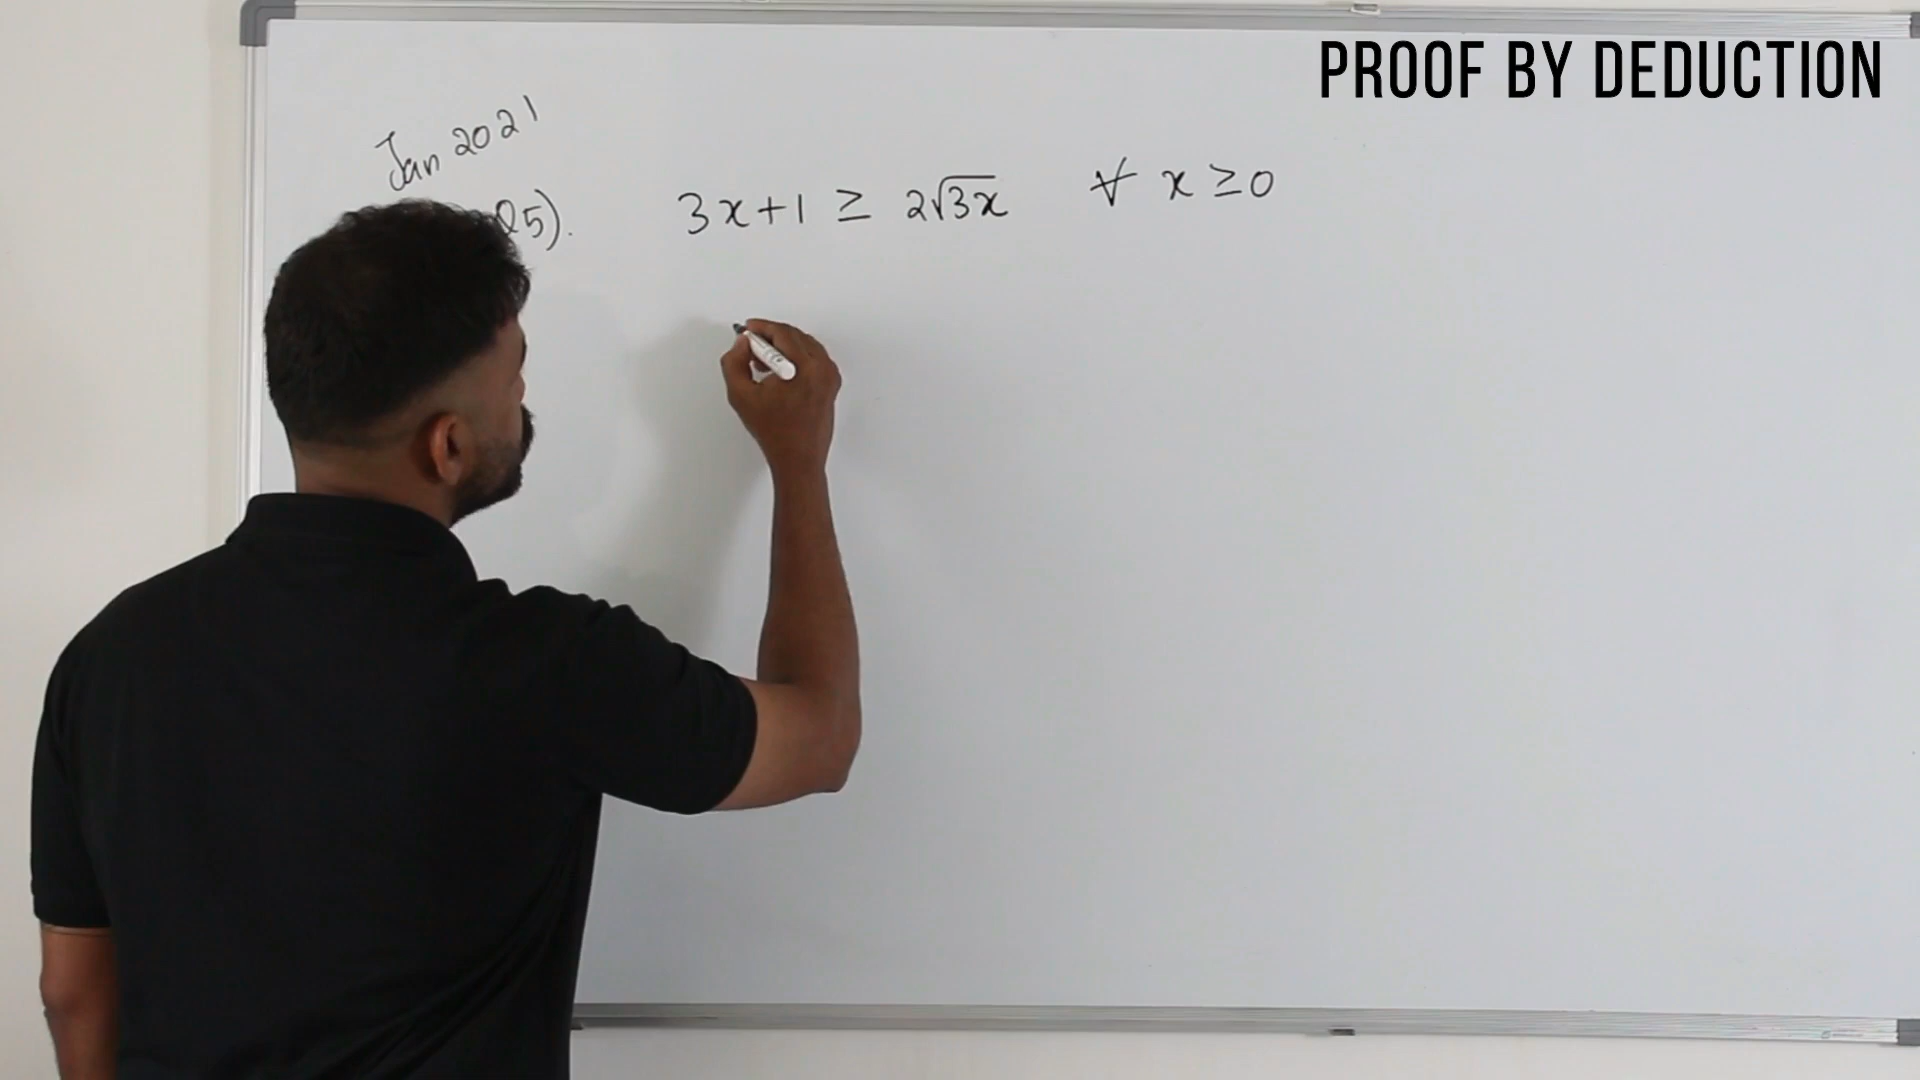 PROOF BY DEDUCTION
Jan 2021
Q5).
3x+1 ≥ 2√3x ∀ x ≥0